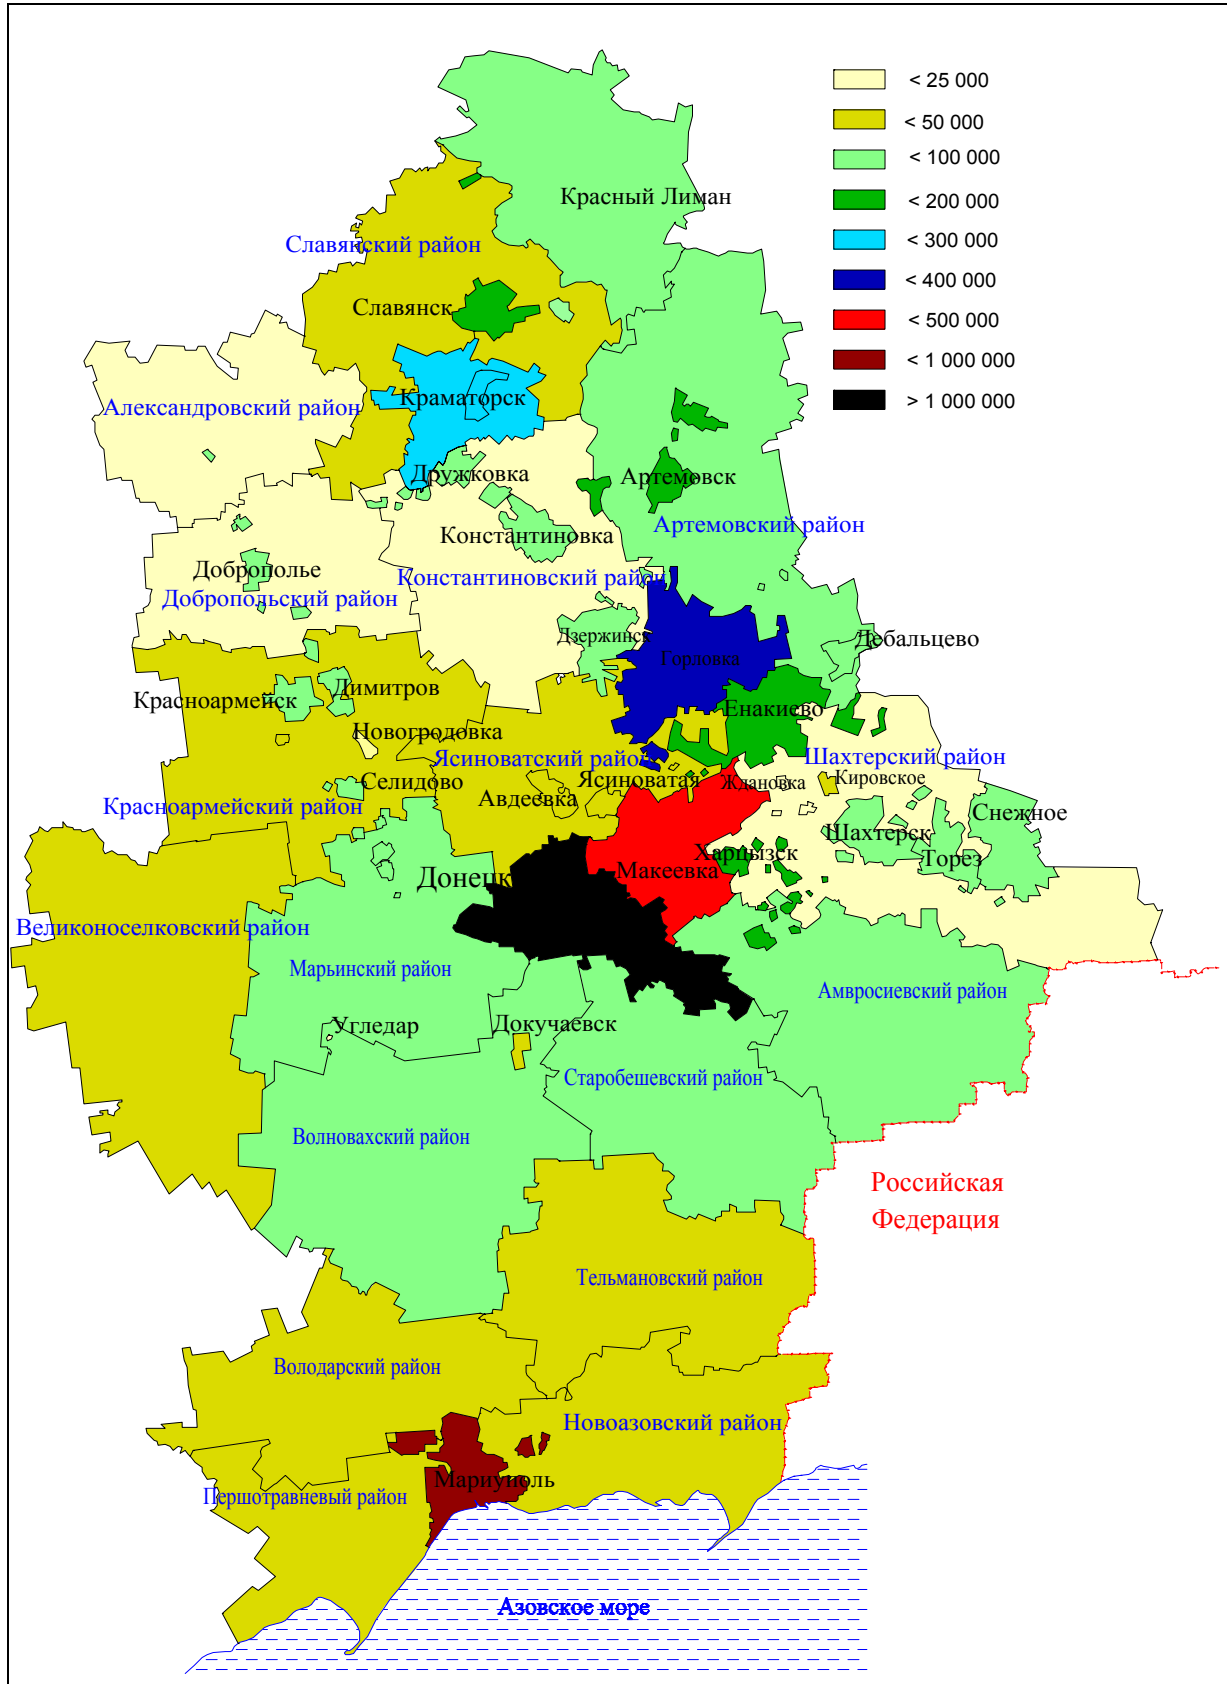 < 25 000
< 50 000
< 100 000
< 200 000
< 300 000
< 400 000
< 500 000
< 1 000 000
> 1 000 000
Красный Лиман
Славянский район
Славянск
Краматорск
Александровский район
Дружковка
Артемовск
Артемовский район
Константиновка
Доброполье
Константиновский район
Добропольский район
Дзержинск
Дебальцево
Горловка
Димитров
Красноармейск
Енакиево
Новогродовка
Ясиноватский район
Шахтерский район
Селидово
Ясиноватая
Ждановка
Кировское
Авдеевка
Красноармейский район
Снежное
Шахтерск
Харцызск
Торез
Макеевка
Донецк
Великоноселковский район
Марьинский район
Амвросиевский район
Угледар
Докучаевск
Старобешевский район
Волновахский район
Российская
Федерация
Тельмановский район
Володарский район
Новоазовский район
Мариуполь
Першотравневый район
Азовское море